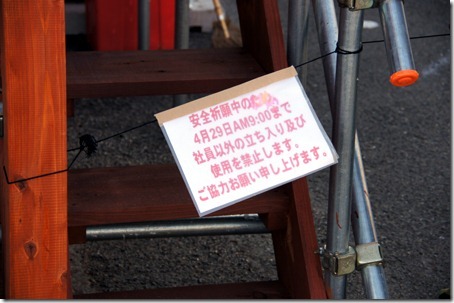 安全祈願中の
4月29日AM9:00まで
社員以外の立ち入り及び
使用を禁止します。
ご協力お願い申し上げます。